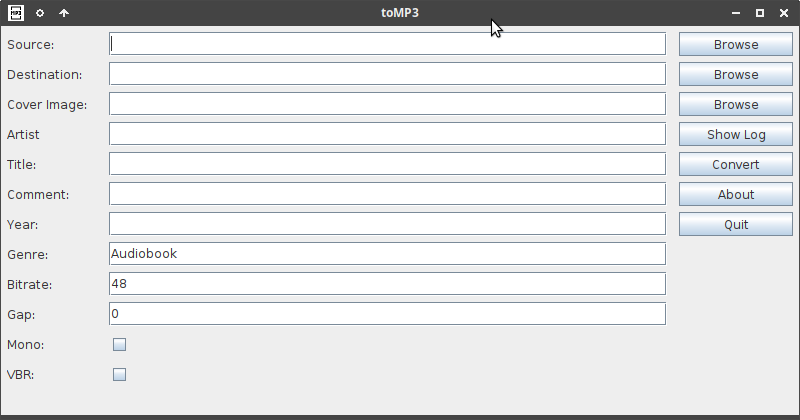 MP3
toMP3
Source: Browse
Destination: Browse
Cover Image: Browse
Artist Show Log
Title: Convert
Comment: About
Year: Quit
Genre: Audiobook
Bitrate: 48
Gap: 0
Mono:
VBR: